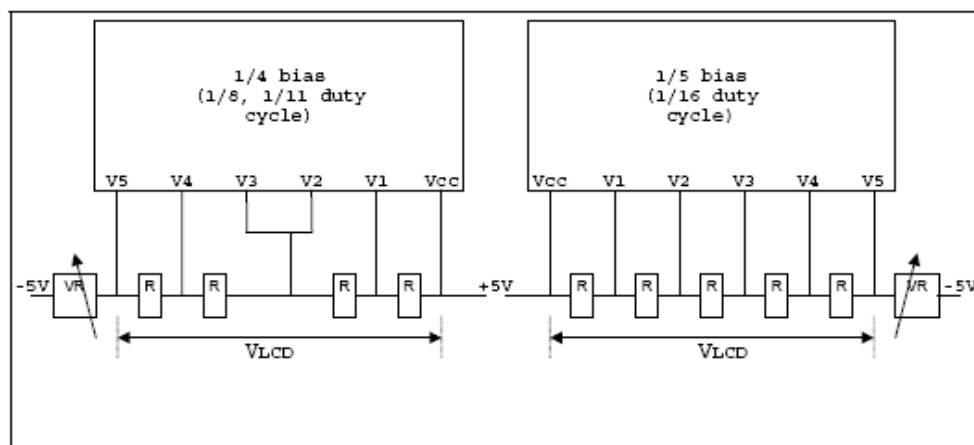 1/4 bias
(1/8, 1/11 duty
cycle)
1/5 bias
(1/16 duty
cycle)
V5 V4 V3 V2 V1 Vcc
Vcc V1 V2 V3 V4 V5
-5V VR R R R R +5V R R R R R VR -5V
VLCD
VLCD